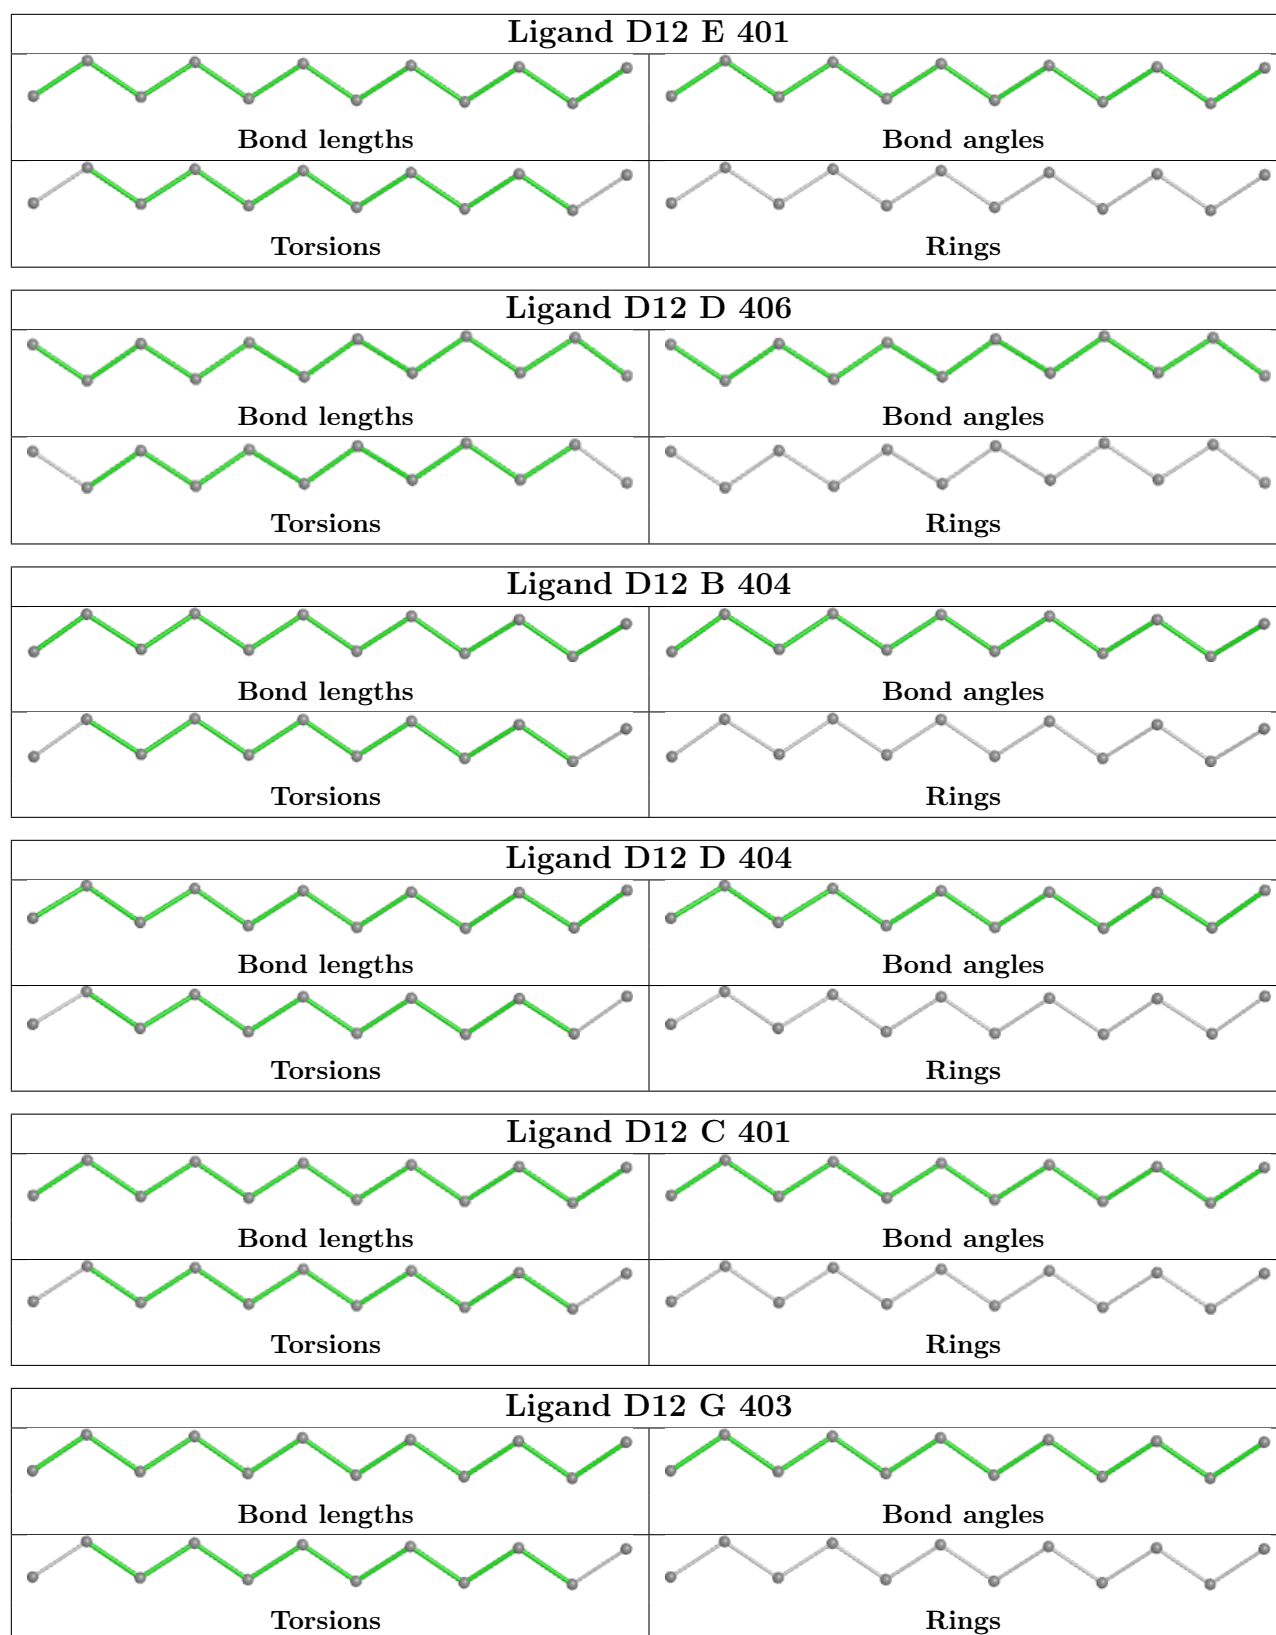 Ligand D12 E 401
Bond lengths
Bond angles
Torsions
Rings
Ligand D12 D 406
Bond lengths
Bond angles
Torsions
Rings
Ligand D12 B 404
Bond lengths
Bond angles
Torsions
Rings
Ligand D12 D 404
Bond lengths
Bond angles
Torsions
Rings
Ligand D12 C 401
Bond lengths
Bond angles
Torsions
Rings
Ligand D12 G 403
Bond lengths
Bond angles
Torsions
Rings